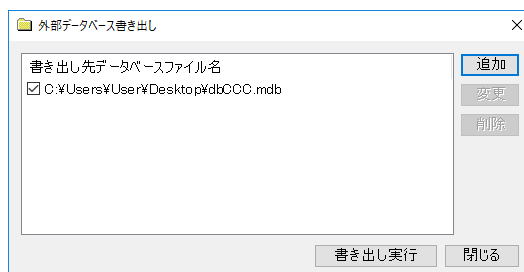 外部データベース書き出し
書き出し先データベースファイル名
C:¥Users¥User¥Desktop¥dbCCC.mdb
追加
変更
削除
書き出し実行
閉じる